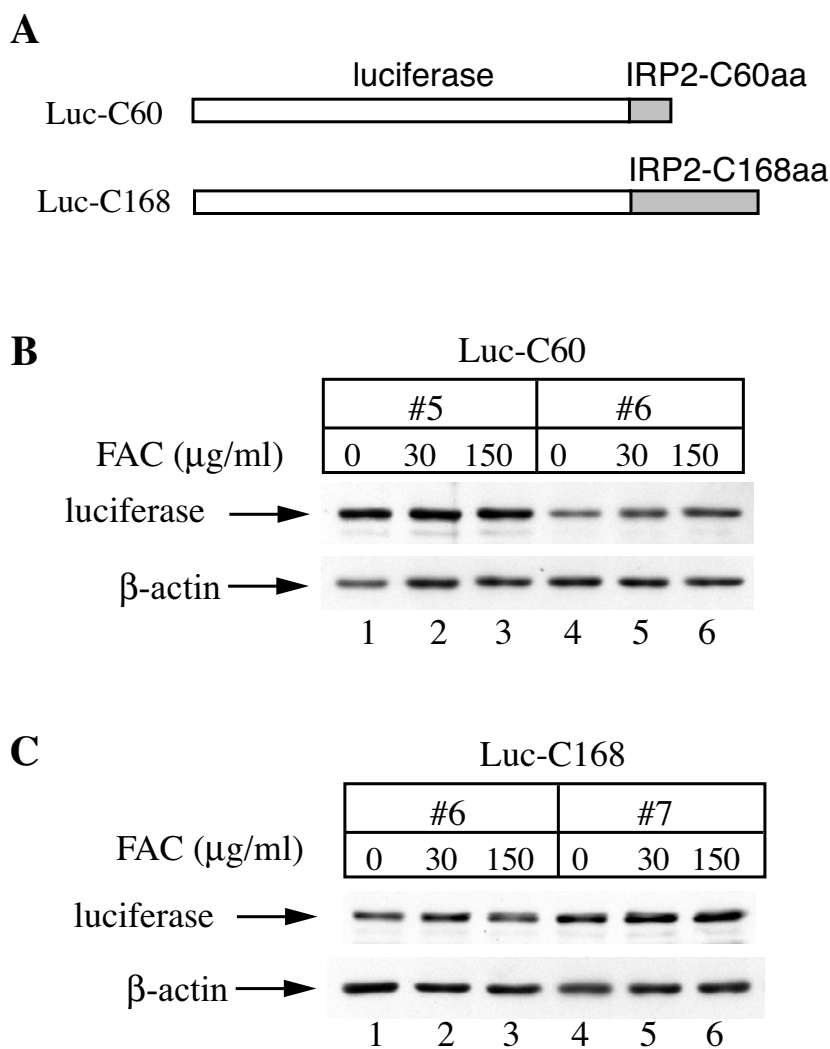 A
luciferase IRP2-C60aa
Luc-C60
IRP2-C168aa
Luc-C168
B
Luc-C60
#5 #6
FAC (μg/ml) 0 30 150 0 30 150
luciferase
β-actin
1 2 3 4 5 6
C
Luc-C168
#6 #7
FAC (μg/ml) 0 30 150 0 30 150
luciferase
β-actin
1 2 3 4 5 6